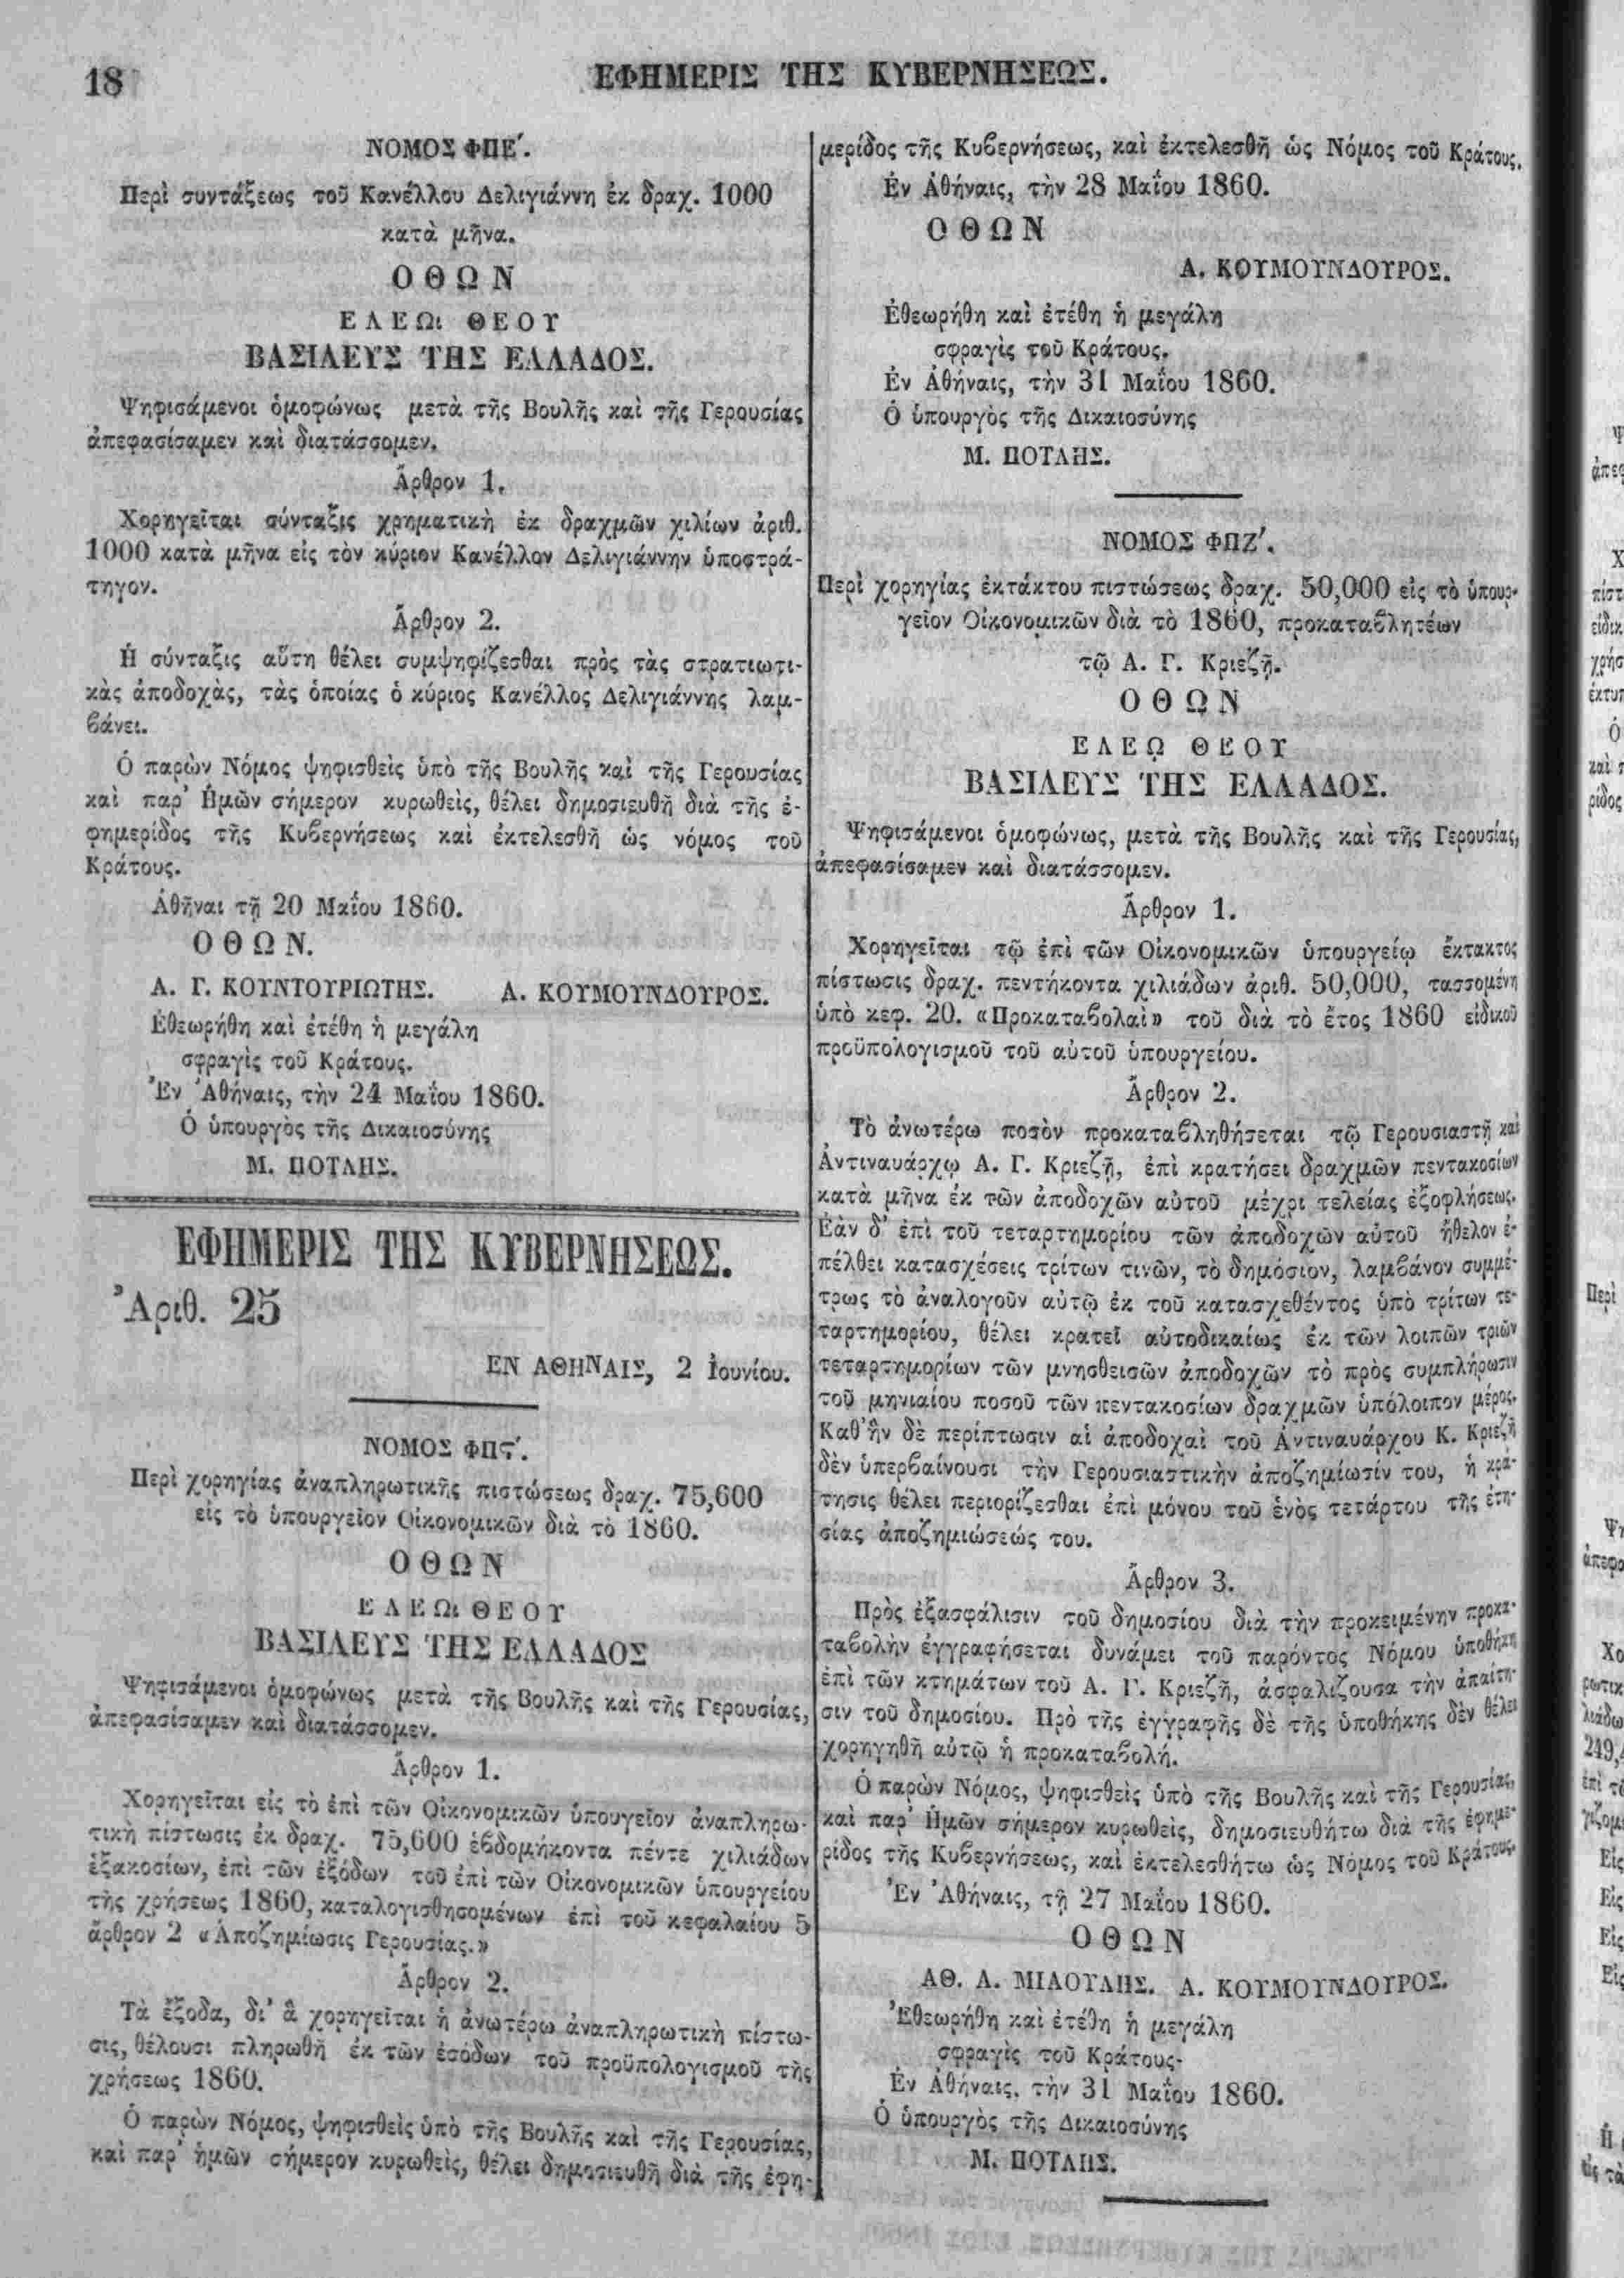 18
ΕΦΗΜΕΡΙΣ ΤΗΣ ΚΥΒΕΡΝΗΣΕΩΣ.
ΝΟΜΟΣ ΦΠΕ΄.
Περὶ συντάξεως τοῦ Κανέλλου Δελιγιάννη ἐκ δραχ. 1000
κατὰ μῆνα.
ΟΘΩΝ
ΕΛΕΩι ΘΕΟΥ
ΒΑΣΙΛΕΥΣ ΤΗΣ ΕΛΛΑΔΟΣ.
Ψηφισάμενοι ὁμοφώνως μετὰ τῆς Βουλῆς καὶ τῆς Γερουσίας
ἀπεφασίσαμεν καὶ διατάσσομεν.
Ἄρθρον 1.
Χορηγεῖται σύνταξις χρηματικὴ ἐκ δραχμῶν χιλίων ἀριθ.
1000 κατὰ μῆνα εἰς τὸν κύριον Κανέλλον Δελιγιάννην ὑποστρά-
τηγον.
Ἄρθρον 2.
Ἡ σύνταξις αὕτη θέλει συμψηφίζεσθαι πρὸς τὰς στρατιωτι-
κὰς ἀποδοχὰς, τὰς ὁποίας ὁ κύριος Κανέλλος Δελιγιάννης λαμ-
βάνει.
Ὁ παρὼν Νόμος ψηφισθεὶς ὑπὸ τῆς Βουλῆς καὶ τῆς Γερουσίας
καὶ παρ' Ἡμῶν σήμερον κυρωθεὶς, θέλει δημοσιευθῆ διὰ τῆς ἐ-
φημερίδος τῆς Κυβερνήσεως καὶ ἐκτελεσθῆ ὡς νόμος τοῦ
Κράτους.
Ἀθῆναι τῇ 20 Μαΐου 1860.
ΟΘΩΝ.
Α. Γ. ΚΟΥΝΤΟΥΡΙΩΤΗΣ. Α. ΚΟΥΜΟΥΝΔΟΥΡΟΣ.
Ἐθεωρήθη καὶ ἐτέθη ἡ μεγάλη
σφραγὶς τοῦ Κράτους.
Ἐν Ἀθήναις, τὴν 24 Μαΐου 1860.
Ὁ ὑπουργὸς τῆς Δικαιοσύνης
Μ. ΠΟΤΛΗΣ.
ΕΦΗΜΕΡΙΣ ΤΗΣ ΚΥΒΕΡΝΗΣΕΩΣ.
Ἀριθ. 25
ΕΝ ΑΘΗΝΑΙΣ, 2 Ἰουνίου.
ΝΟΜΟΣ ΦΠϚ΄.
Περὶ χορηγίας ἀναπληρωτικῆς πιστώσεως δραχ. 75,600
εἰς τὸ ὑπουργεῖον Οἰκονομικῶν διὰ τὸ 1860.
ΟΘΩΝ
ΕΛΕΩι ΘΕΟΥ
ΒΑΣΙΛΕΥΣ ΤΗΣ ΕΛΛΑΔΟΣ
Ψηφισάμενοι ὁμοφώνως μετὰ τῆς Βουλῆς καὶ τῆς Γερουσίας,
ἀπεφασίσαμεν καὶ διατάσσομεν.
Ἄρθρον 1.
Χορηγεῖται εἰς τὸ ἐπὶ τῶν Οἰκονομικῶν ὑπουγεῖον ἀναπληρω-
τικὴ πίστωσις ἐκ δραχ. 75,600 ἑβδομήκοντα πέντε χιλιάδων
ἑξακοσίων, ἐπὶ τῶν ἐξόδων τοῦ ἐπὶ τῶν Οἰκονομικῶν ὑπουργείου
τῆς χρήσεως 1860, καταλογισθησομένων ἐπὶ τοῦ κεφαλαίου 5
ἄρθρον 2 «Ἀποζημίωσις Γερουσίας.»
Ἄρθρον 2.
Τὰ ἔξοδα, δι' ἃ χορηγεῖται ἡ ἀνωτέρω ἀναπληρωτικὴ πίστω-
σις, θέλουσι πληρωθῆ ἐκ τῶν ἐσόδων τοῦ προϋπολογισμοῦ τῆς
χρήσεως 1860.
Ὁ παρὼν Νόμος, ψηφισθεὶς ὑπὸ τῆς Βουλῆς καὶ τῆς Γερουσίας,
καὶ παρ' ἡμῶν σήμερον κυρωθεὶς, θέλει δημοσιευθῆ διὰ τῆς ἐφη-
μερίδος τῆς Κυβερνήσεως, καὶ ἐκτελεσθῆ ὡς Νόμος τοῦ Κράτους.
Ἐν Ἀθήναις, τὴν 28 Μαΐου 1860.
ΟΘΩΝ
Α. ΚΟΥΜΟΥΝΔΟΥΡΟΣ.
Ἐθεωρήθη καὶ ἐτέθη ἡ μεγάλη
σφραγὶς τοῦ Κράτους.
Ἐν Ἀθήναις, τὴν 31 Μαΐου 1860.
Ὁ ὑπουργὸς τῆς Δικαιοσύνης
Μ. ΠΟΤΛΗΣ.
ΝΟΜΟΣ ΦΠΖ΄.
Περὶ χορηγίας ἐκτάκτου πιστώσεως δραχ. 50,000 εἰς τὸ ὑπουρ-
γεῖον Οἰκονομικῶν διὰ τὸ 1860, προκαταβλητέων
τῷ Α. Γ. Κριεζῇ.
ΟΘΩΝ
ΕΛΕΩ ΘΕΟΥ
ΒΑΣΙΛΕΥΣ ΤΗΣ ΕΛΛΑΔΟΣ.
Ψηφισάμενοι ὁμοφώνως, μετὰ τῆς Βουλῆς καὶ τῆς Γερουσίας,
ἀπεφασίσαμεν καὶ διατάσσομεν.
Ἄρθρον 1.
Χορηγεῖται τῷ ἐπὶ τῶν Οἰκονομικῶν ὑπουργείῳ ἔκτακτος
πίστωσις δραχ. πεντήκοντα χιλιάδων ἀριθ. 50,000, τασσομένη
ὑπὸ κεφ. 20. «Προκαταβολαὶ» τοῦ διὰ τὸ ἔτος 1860 εἰδικοῦ
προϋπολογισμοῦ τοῦ αὐτοῦ ὑπουργείου.
Ἄρθρον 2.
Τὸ ἀνωτέρω ποσὸν προκαταβληθήσεται τῷ Γερουσιαστῇ καὶ
Ἀντιναυάρχῳ Α. Γ. Κριεζῇ, ἐπὶ κρατήσει δραχμῶν πεντακοσίων
κατὰ μῆνα ἐκ τῶν ἀποδοχῶν αὐτοῦ μέχρι τελείας ἐξοφλήσεως.
Ἐὰν δ' ἐπὶ τοῦ τεταρτημορίου τῶν ἀποδοχῶν αὐτοῦ ἤθελον ἐ-
πέλθει κατασχέσεις τρίτων τινῶν, τὸ δημόσιον, λαμβάνον συμμέ-
τρως τὸ ἀναλογοῦν αὐτῷ ἐκ τοῦ κατασχεθέντος ὑπὸ τρίτων τε-
ταρτημορίου, θέλει κρατεῖ αὐτοδικαίως ἐκ τῶν λοιπῶν τριῶν
τεταρτημορίων τῶν μνησθεισῶν ἀποδοχῶν τὸ πρὸς συμπλήρωσιν
τοῦ μηνιαίου ποσοῦ τῶν πεντακοσίων δραχμῶν ὑπόλοιπον μέρος.
Καθ' ἣν δὲ περίπτωσιν αἱ ἀποδοχαὶ τοῦ Ἀντιναυάρχου Κ. Κριεζῆ
δὲν ὑπερβαίνουσι τὴν Γερουσιαστικὴν ἀποζημίωσίν του, ἡ κρά-
τησις θέλει περιορίζεσθαι ἐπὶ μόνου τοῦ ἑνὸς τετάρτου τῆς ἐτη-
σίας ἀποζημιώσεώς του.
Ἄρθρον 3.
Πρὸς ἐξασφάλισιν τοῦ δημοσίου διὰ τὴν προκειμένην προκα-
ταβολὴν ἐγγραφήσεται δυνάμει τοῦ παρόντος Νόμου ὑποθήκη
ἐπὶ τῶν κτημάτων τοῦ Α. Γ. Κριεζῆ, ἀσφαλίζουσα τὴν ἀπαίτη-
σιν τοῦ δημοσίου. Πρὸ τῆς ἐγγραφῆς δὲ τῆς ὑποθήκης δὲν θέλει
χορηγηθῆ αὐτῷ ἡ προκαταβολή.
Ὁ παρὼν Νόμος, ψηφισθεὶς ὑπὸ τῆς Βουλῆς καὶ τῆς Γερουσίας,
καὶ παρ' Ἡμῶν σήμερον κυρωθεὶς, δημοσιευθήτω διὰ τῆς ἐφημε-
ρίδος τῆς Κυβερνήσεως, καὶ ἐκτελεσθήτω ὡς Νόμος τοῦ Κράτους.
Ἐν Ἀθήναις, τῇ 27 Μαΐου 1860.
ΟΘΩΝ
ΑΘ. Α. ΜΙΑΟΥΛΗΣ. Α. ΚΟΥΜΟΥΝΔΟΥΡΟΣ.
Ἐθεωρήθη καὶ ἐτέθη ἡ μεγάλη
σφραγὶς τοῦ Κράτους.
Ἐν Ἀθήναις, τὴν 31 Μαΐου 1860.
Ὁ ὑπουργὸς τῆς Δικαιοσύνης
Μ. ΠΟΤΛΗΣ.